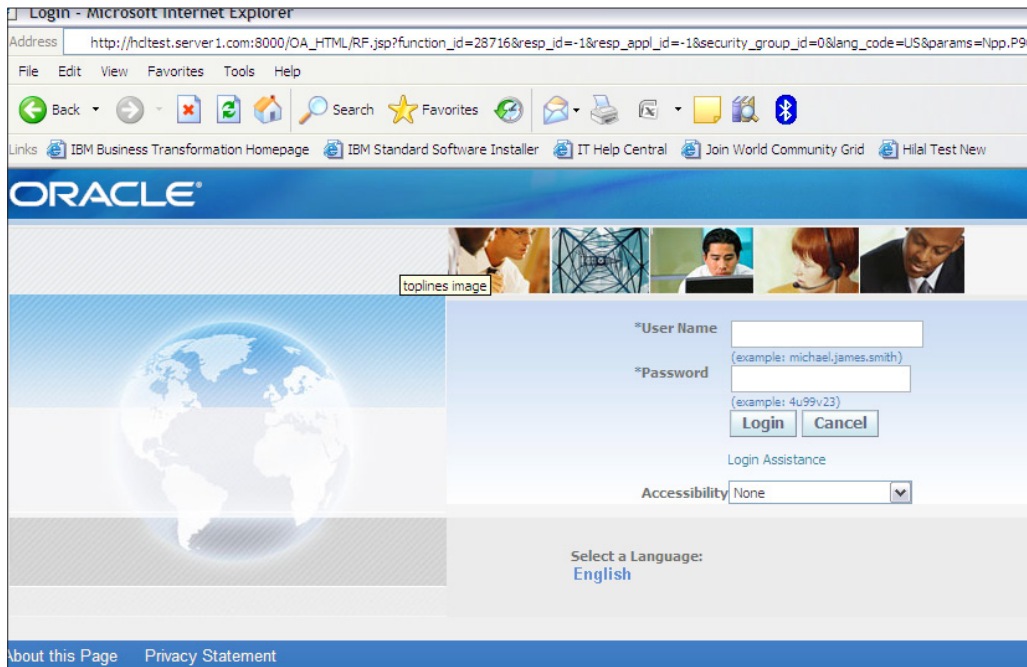 Login - Microsoft Internet Explorer
Address http://hcltest.server1.com:8000/OA_HTML/RF.jsp?function_id=28716&resp_id=-1&resp_appl_id=-1&security_group_id=0&lang_code=US&params=Npp.P9
File Edit View Favorites Tools Help
Back Search Favorites
Links IBM Business Transformation Homepage IBM Standard Software Installer IT Help Central Join World Community Grid Hilal Test New
ORACLE®
toplines image
*User Name
(example: michael.james.smith)
*Password
(example: 4u99v23)
Login Cancel
Login Assistance
Accessibility None
Select a Language:
English
About this Page Privacy Statement